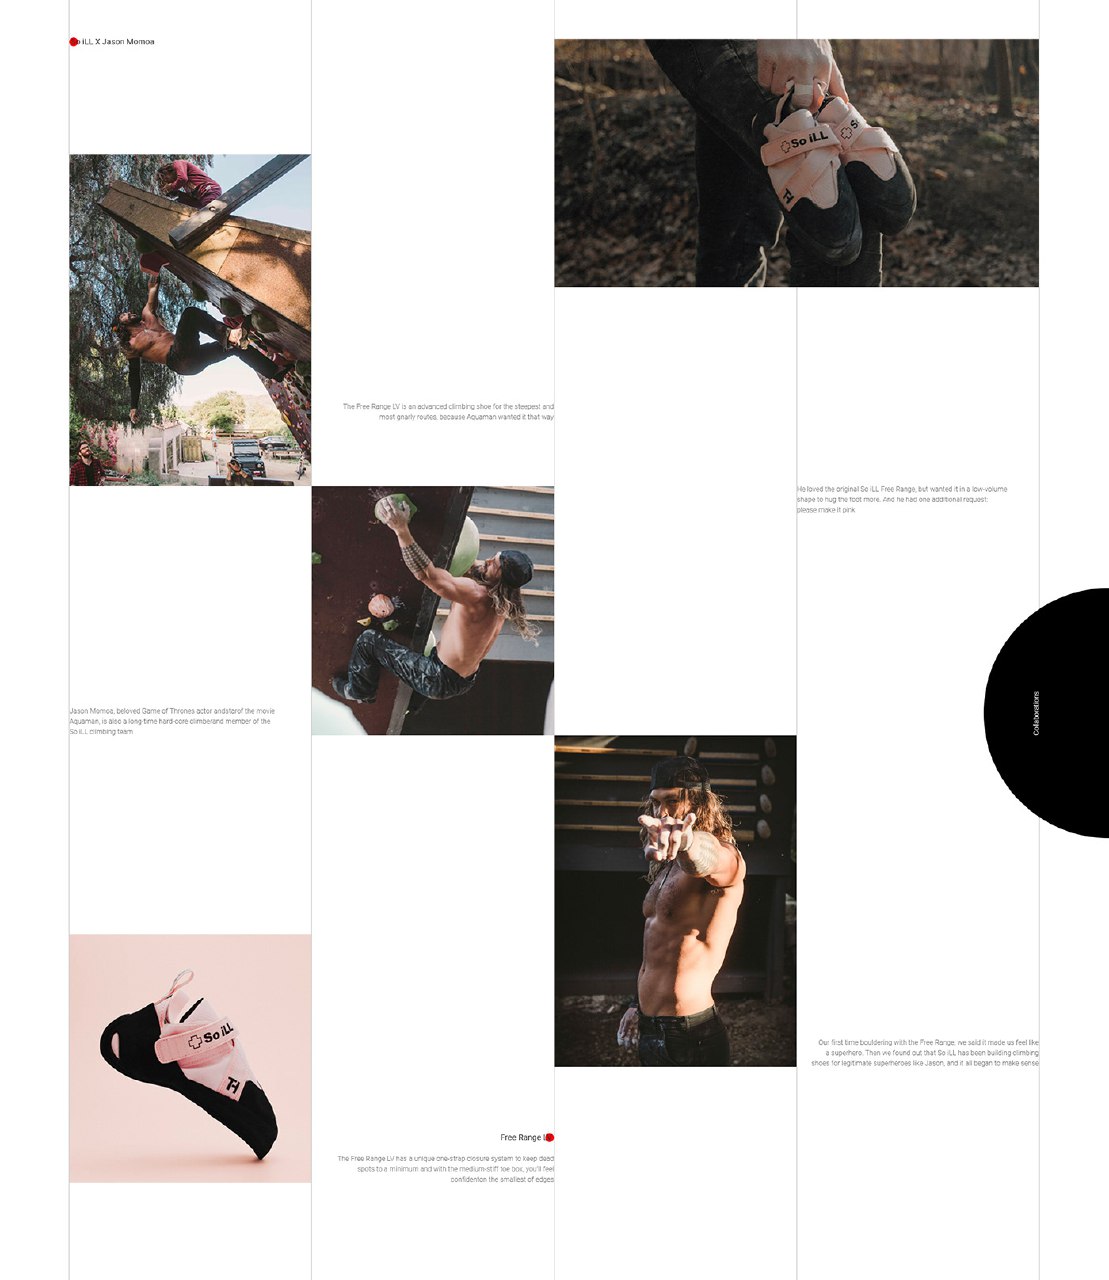 So iLL X Jason Momoa
So iLL
So
The Free Range LV is an advanced climbing shoe for the steepest and
most gnarly routes, because Aquaman wanted it that way
He loved the original So iLL Free Range, but wanted it in a low-volume
shape to hug the foot more. And he had one additional request:
please make it pink
Collaborations
Jason Momoa, beloved Game of Thrones actor andstarof the movie
Aquaman, is also a long-time hard-core climberand member of the
So iLL climbing team
So iLL
Our first time bouldering with the Free Range, we said it made us feel like
a superhero. Then we found out that So iLL has been building climbing
shoes for legitimate superheroes like Jason, and it all began to make sense
Free Range LV
The Free Range LV has a unique one-strap closure system to keep dead
spots to a minimum and with the medium-stiff toe box, you'll feel
confidenton the smallest of edges